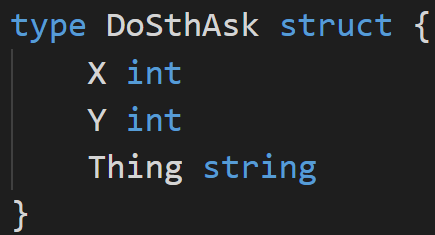 type DoSthAsk struct {
    X int
    Y int
    Thing string
}